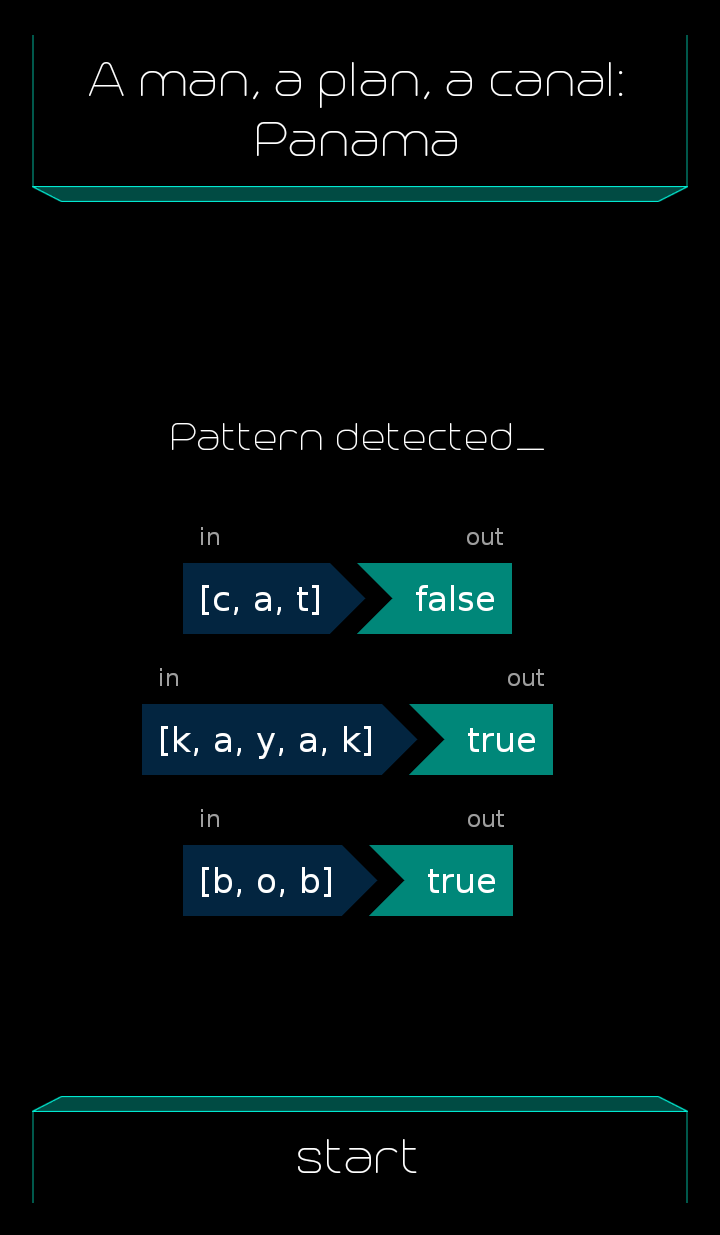 A man, a plan, a canal:
Panama
Pattern detected_
in out
[c, a, t] false
in out
[k, a, y, a, k] true
in out
[b, o, b] true
start